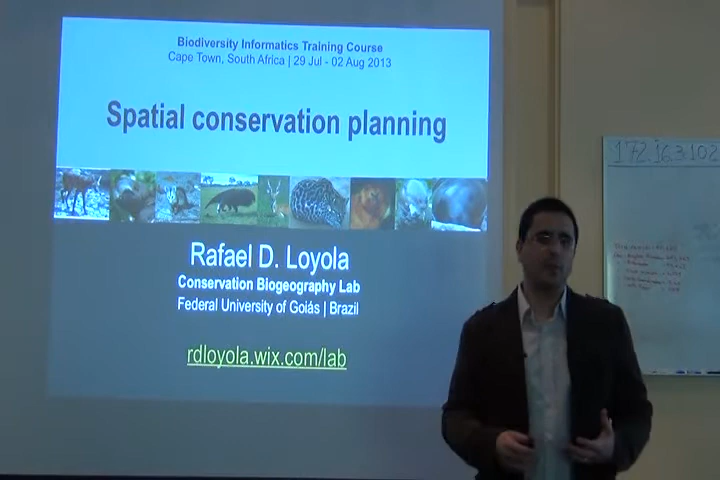 Biodiversity Informatics Training Course
Cape Town, South Africa | 29 Jul - 02 Aug 2013
Spatial conservation planning
Rafael D. Loyola
Conservation Biogeography Lab
Federal University of Goiás | Brazil
rdloyola.wix.com/lab
172.16.3.102